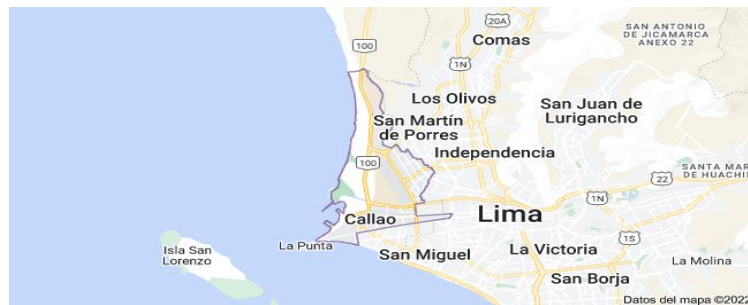 20A
SAN ANTONIO
DE JICAMARCA
ANEXO 22
Comas
100
1N
Los Olivos
San Juan de
Lurigancho
San Martín
de Porres
Independencia
100
SANTA MAR
DE HUACHI
22
1N
Callao
Lima
La Punta
Isla San
Lorenzo
San Miguel
La Victoria
1S
La Molina
San Borja
Datos del mapa ©2022